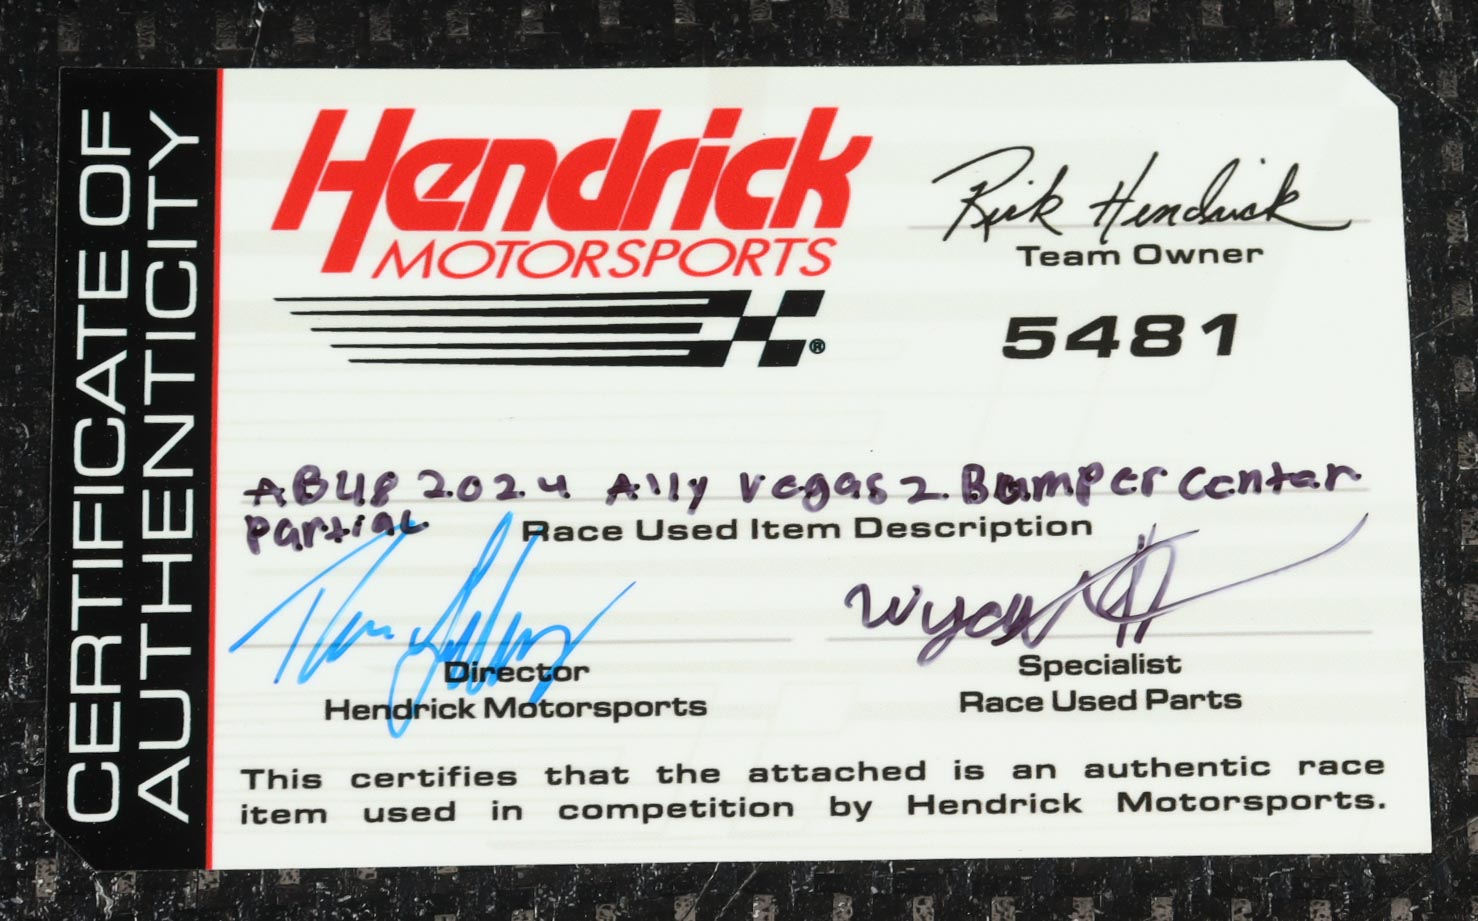 CERTIFICATE OF
AUTHENTICITY
Hendrick
MOTORSPORTS
®
Rick Hendrick
Team Owner
5481
AB48 2024 Ally Vegas 2 Bumper Center
Partial
Race Used Item Description
Director
Hendrick Motorsports
Wyatt
Specialist
Race Used Parts
This certifies that the attached is an authentic race
item used in competition by Hendrick Motorsports.